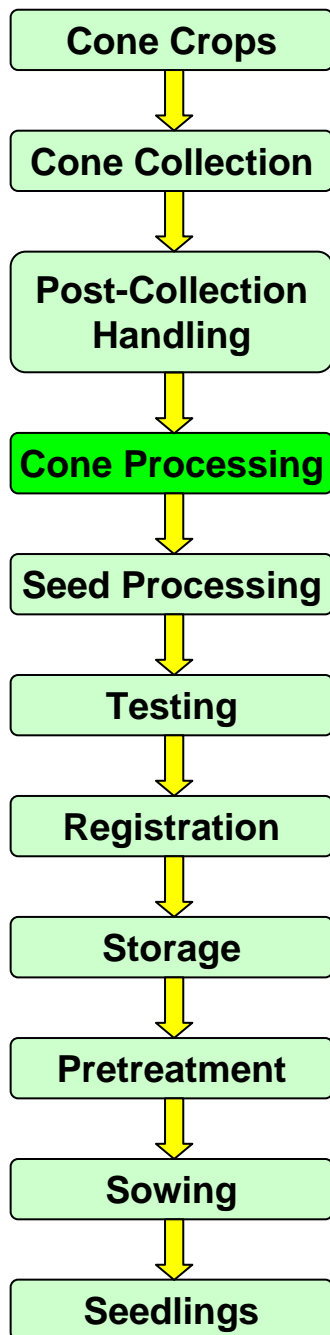 Cone Crops
Cone Collection
Post-Collection
Handling
Cone Processing
Seed Processing
Testing
Registration
Storage
Pretreatment
Sowing
Seedlings